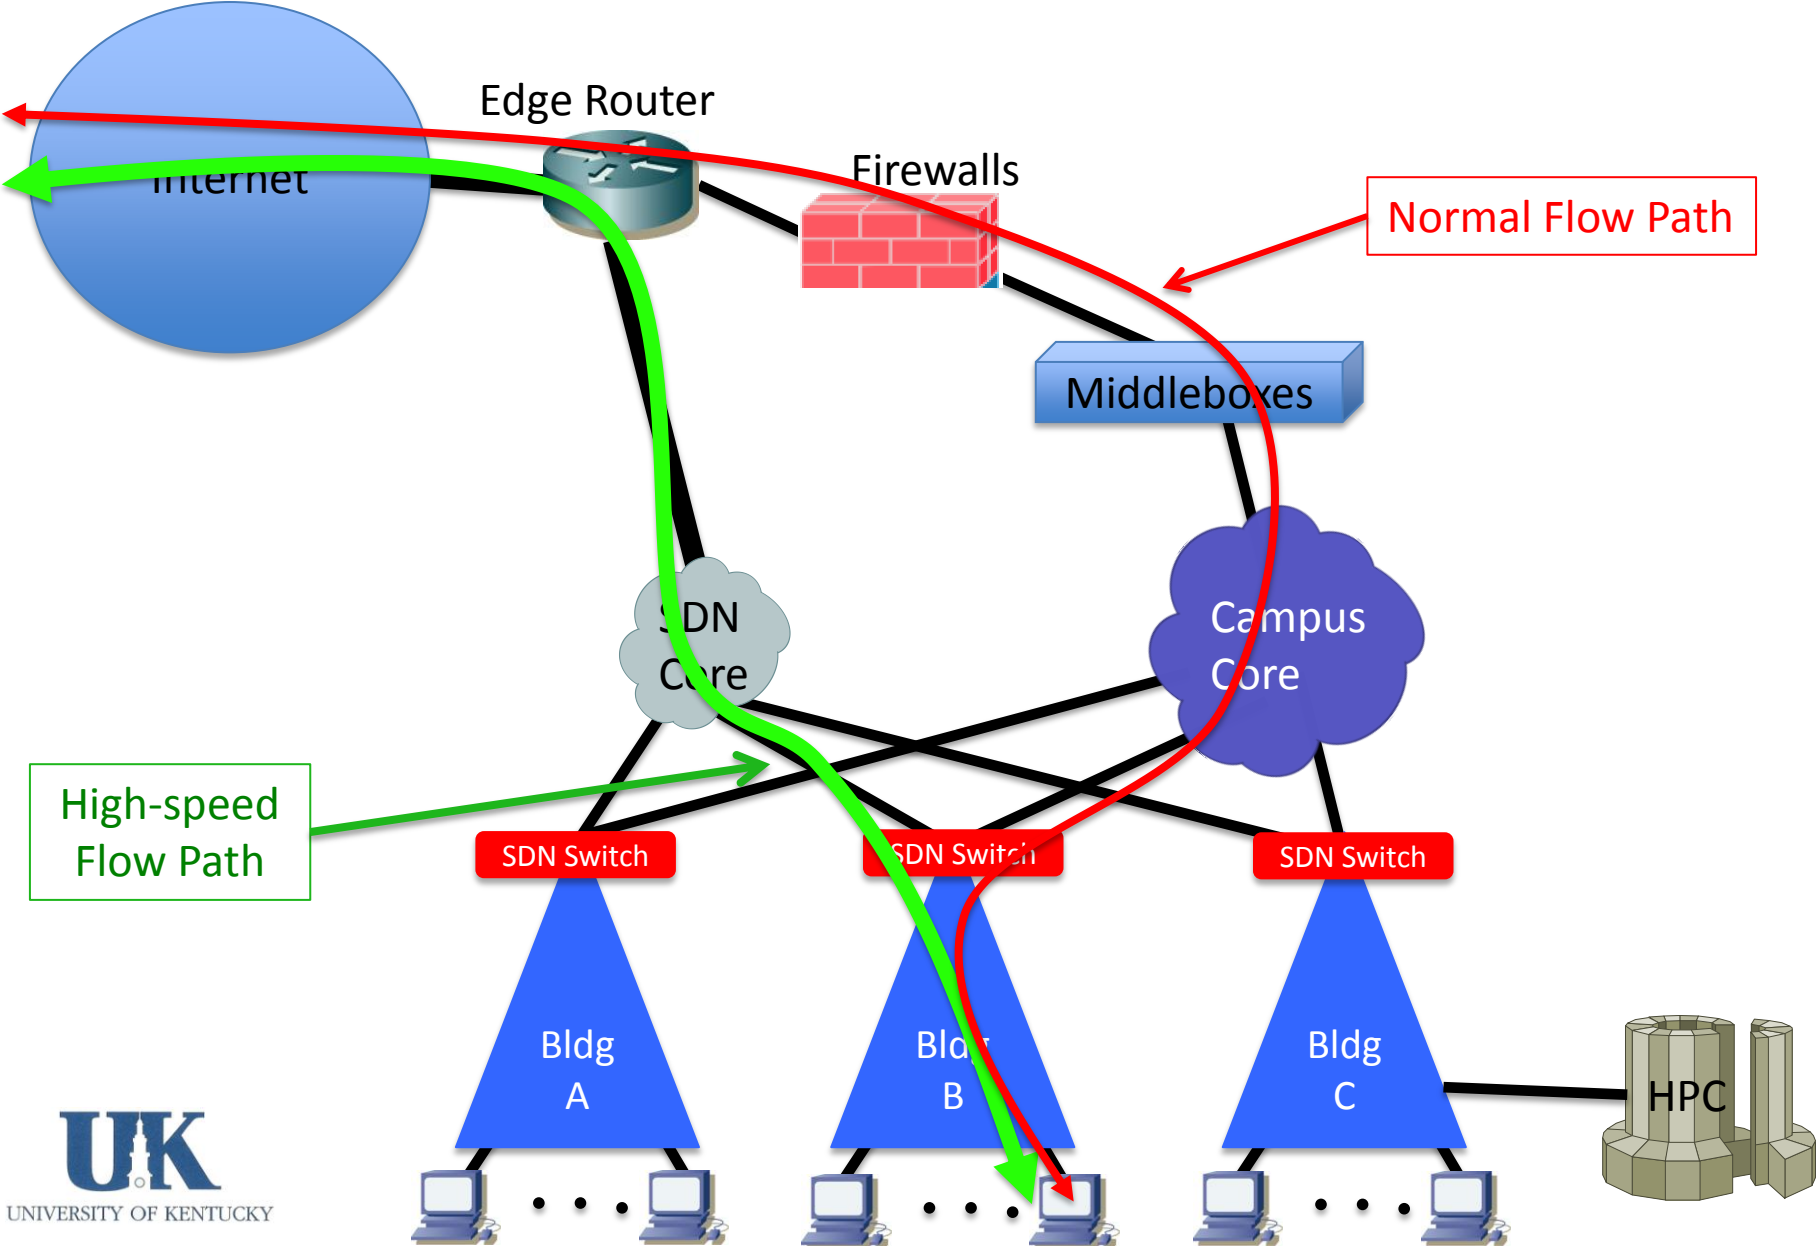 Edge Router
Firewalls
Internet
Normal Flow Path
Middleboxes
SDN
Core
Campus
Core
High-speed
Flow Path
SDN Switch
SDN Switch
SDN Switch
Bldg
A
Bldg
B
Bldg
C
HPC
UK
UNIVERSITY OF KENTUCKY